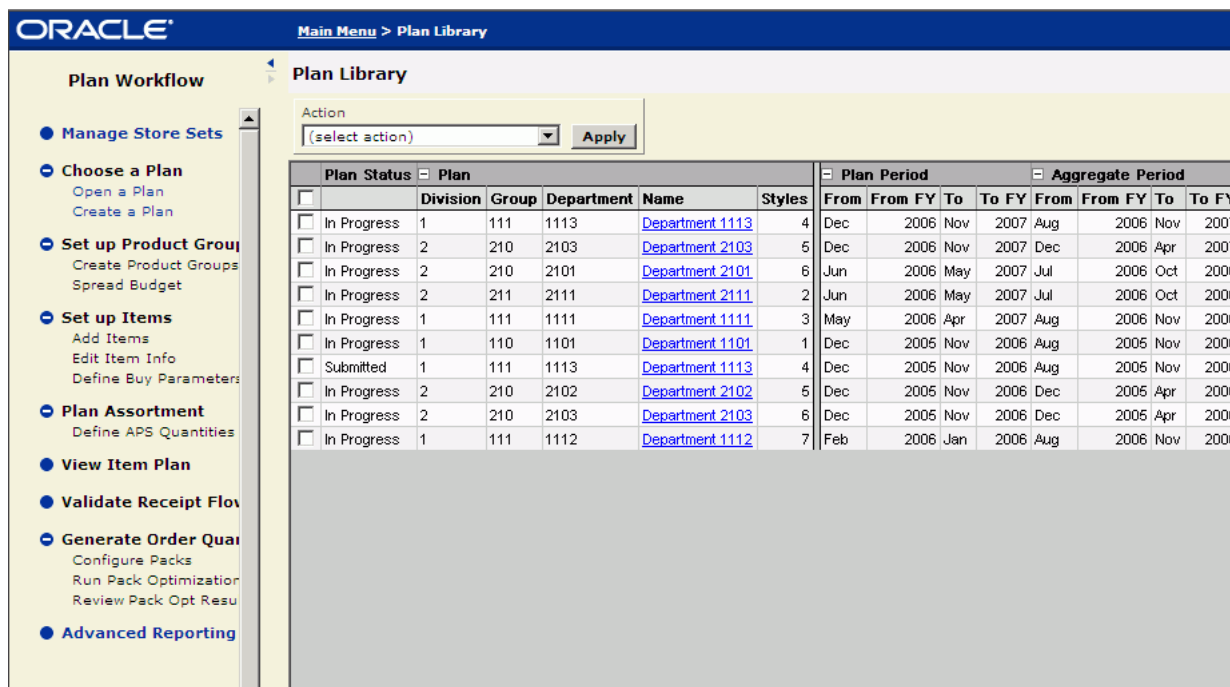 ORACLE
Main Menu > Plan Library
Plan Workflow
Manage Store Sets
Choose a Plan
Open a Plan
Create a Plan
Set up Product Group
Create Product Groups
Spread Budget
Set up Items
Add Items
Edit Item Info
Define Buy Parameters
Plan Assortment
Define APS Quantities
View Item Plan
Validate Receipt Flow
Generate Order Quan
Configure Packs
Run Pack Optimization
Review Pack Opt Resu
Advanced Reporting
Plan Library
Action
(select action) Apply
Plan Status Plan Plan Period Aggregate Period
Division Group Department Name Styles From From FY To To FY From From FY To To FY
In Progress 1 111 1113 Department 1113 4 Dec 2006 Nov 2007 Aug 2006 Nov 200
In Progress 2 210 2103 Department 2103 5 Dec 2006 Nov 2007 Dec 2006 Apr 200
In Progress 2 210 2101 Department 2101 6 Jun 2006 May 2007 Jul 2006 Oct 200
In Progress 2 211 2111 Department 2111 2 Jun 2006 May 2007 Jul 2006 Oct 200
In Progress 1 111 1111 Department 1111 3 May 2006 Apr 2007 Aug 2006 Nov 200
In Progress 1 110 1101 Department 1101 1 Dec 2005 Nov 2006 Aug 2005 Nov 200
Submitted 1 111 1113 Department 1113 4 Dec 2005 Nov 2006 Aug 2005 Nov 200
In Progress 2 210 2102 Department 2102 5 Dec 2005 Nov 2006 Dec 2005 Apr 200
In Progress 2 210 2103 Department 2103 6 Dec 2005 Nov 2006 Dec 2005 Apr 200
In Progress 1 111 1112 Department 1112 7 Feb 2006 Jan 2006 Aug 2006 Nov 200